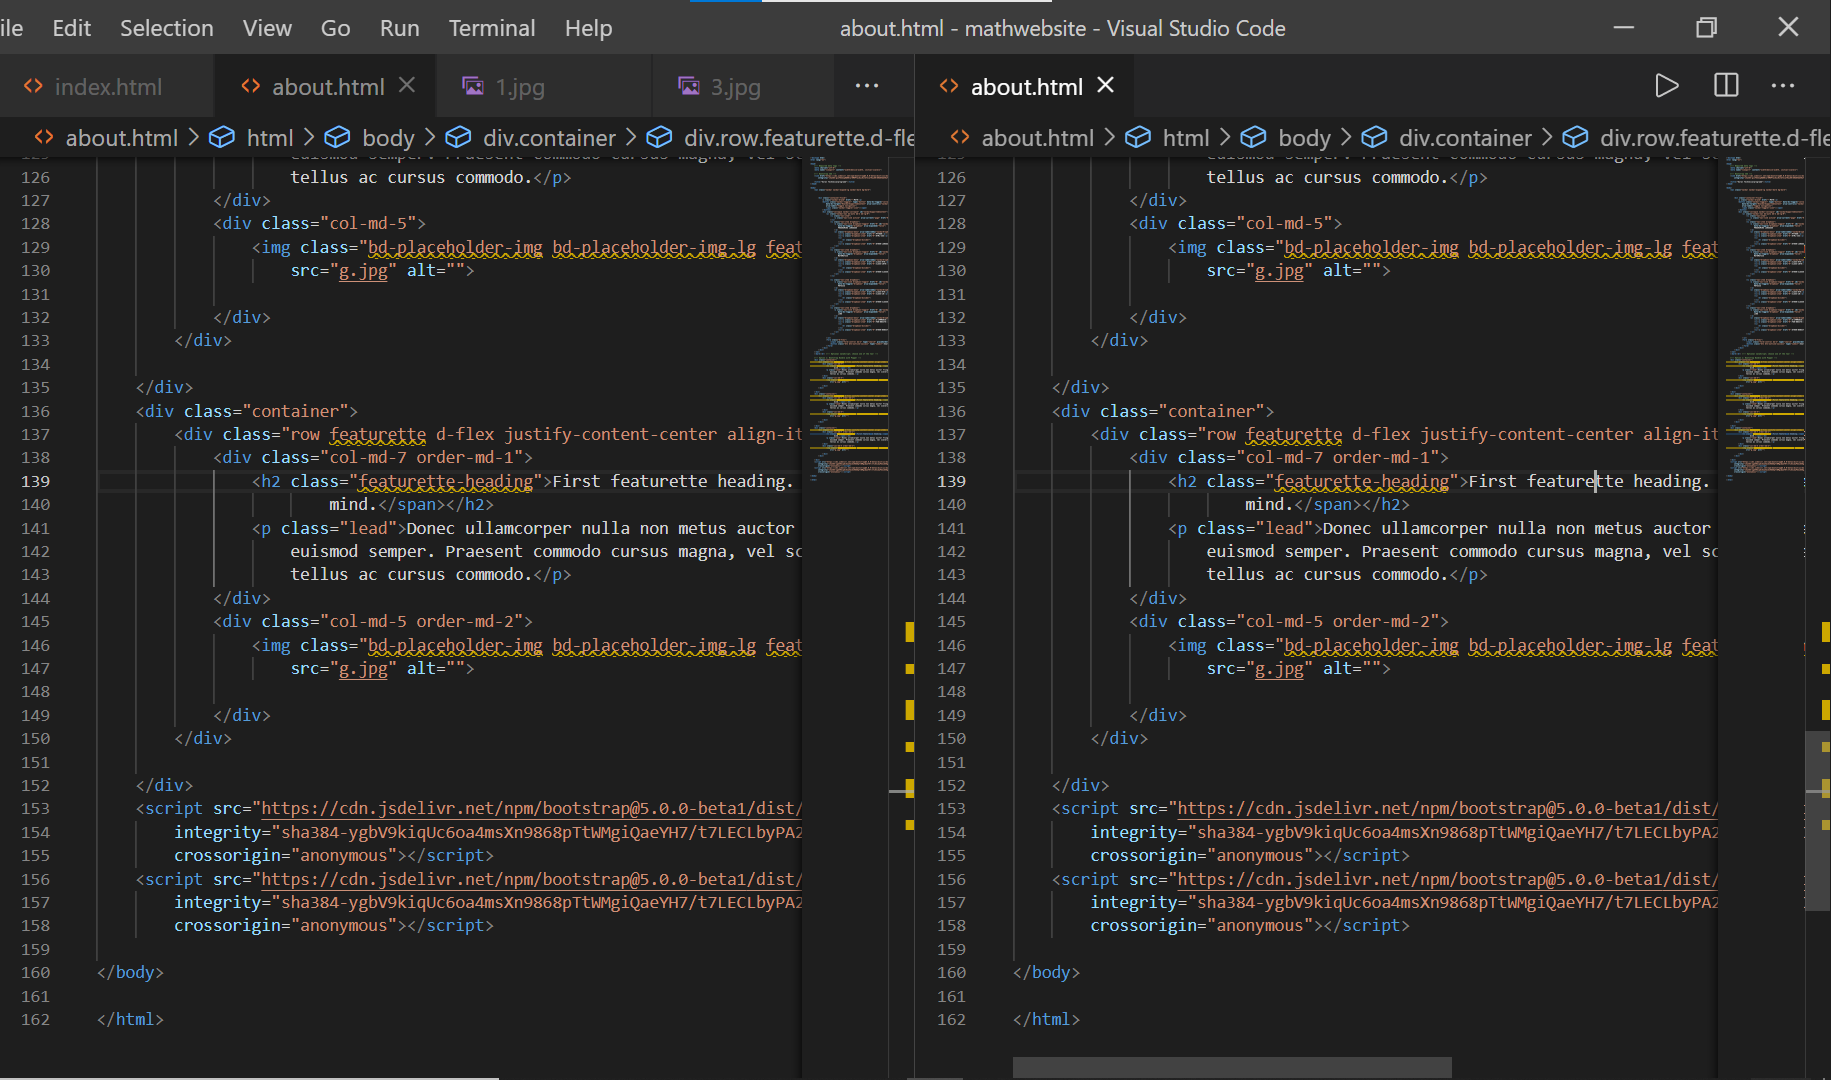 ile Edit Selection View Go Run Terminal Help about.html - mathwebsite - Visual Studio Code
index.html about.html 1.jpg 3.jpg ···
about.html > html > body > div.container > div.row.featurette.d-fle
126 tellus ac cursus commodo.</p>
127 </div>
128 <div class="col-md-5">
129 <img class="bd-placeholder-img bd-placeholder-img-lg feat
130 src="g.jpg" alt="">
131
132 </div>
133 </div>
134
135 </div>
136 <div class="container">
137 <div class="row featurette d-flex justify-content-center align-it
138 <div class="col-md-7 order-md-1">
139 <h2 class="featurette-heading">First featurette heading.
140 mind.</span></h2>
141 <p class="lead">Donec ullamcorper nulla non metus auctor
142 euismod semper. Praesent commodo cursus magna, vel sc
143 tellus ac cursus commodo.</p>
144 </div>
145 <div class="col-md-5 order-md-2">
146 <img class="bd-placeholder-img bd-placeholder-img-lg feat
147 src="g.jpg" alt="">
148
149 </div>
150 </div>
151
152 </div>
153 <script src="https://cdn.jsdelivr.net/npm/bootstrap@5.0.0-beta1/dist/
154 integrity="sha384-ygbV9kiqUc6oa4msXn9868pTtWMgiQaeYH7/t7LECLbyPA2
155 crossorigin="anonymous"></script>
156 <script src="https://cdn.jsdelivr.net/npm/bootstrap@5.0.0-beta1/dist/
157 integrity="sha384-ygbV9kiqUc6oa4msXn9868pTtWMgiQaeYH7/t7LECLbyPA2
158 crossorigin="anonymous"></script>
159
160 </body>
161
162 </html>
about.html ···
about.html > html > body > div.container > div.row.featurette.d-fle
126 tellus ac cursus commodo.</p>
127 </div>
128 <div class="col-md-5">
129 <img class="bd-placeholder-img bd-placeholder-img-lg feat
130 src="g.jpg" alt="">
131
132 </div>
133 </div>
134
135 </div>
136 <div class="container">
137 <div class="row featurette d-flex justify-content-center align-it
138 <div class="col-md-7 order-md-1">
139 <h2 class="featurette-heading">First featurette heading.
140 mind.</span></h2>
141 <p class="lead">Donec ullamcorper nulla non metus auctor
142 euismod semper. Praesent commodo cursus magna, vel sc
143 tellus ac cursus commodo.</p>
144 </div>
145 <div class="col-md-5 order-md-2">
146 <img class="bd-placeholder-img bd-placeholder-img-lg feat
147 src="g.jpg" alt="">
148
149 </div>
150 </div>
151
152 </div>
153 <script src="https://cdn.jsdelivr.net/npm/bootstrap@5.0.0-beta1/dist/
154 integrity="sha384-ygbV9kiqUc6oa4msXn9868pTtWMgiQaeYH7/t7LECLbyPA2
155 crossorigin="anonymous"></script>
156 <script src="https://cdn.jsdelivr.net/npm/bootstrap@5.0.0-beta1/dist/
157 integrity="sha384-ygbV9kiqUc6oa4msXn9868pTtWMgiQaeYH7/t7LECLbyPA2
158 crossorigin="anonymous"></script>
159
160 </body>
161
162 </html>